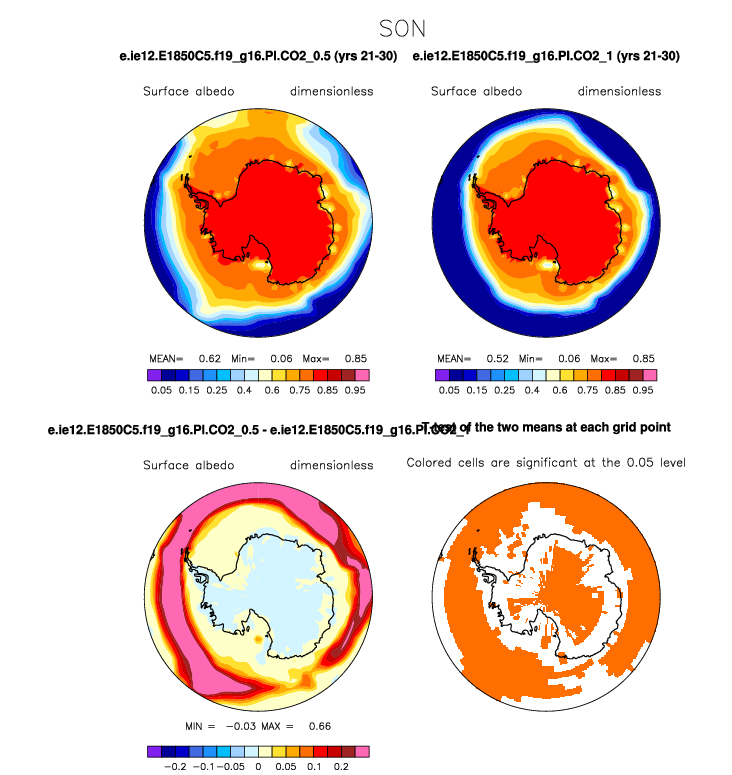 SON
e.ie12.E1850C5.f19_g16.PI.CO2_0.5 (yrs 21-30) e.ie12.E1850C5.f19_g16.PI.CO2_1 (yrs 21-30)
Surface albedo dimensionless Surface albedo dimensionless
MEAN= 0.62 Min= 0.06 Max= 0.85 MEAN= 0.52 Min= 0.06 Max= 0.85
0.05 0.15 0.25 0.4 0.6 0.75 0.85 0.95 0.05 0.15 0.25 0.4 0.6 0.75 0.85 0.95
e.ie12.E1850C5.f19_g16.PI.CO2_0.5 - e.ie12.E1850C5.f19_g16.PI.CO2_1 T-test of the two means at each grid point
Surface albedo dimensionless Colored cells are significant at the 0.05 level
MIN = -0.03 MAX = 0.66
-0.2 -0.1 -0.05 0 0.05 0.1 0.2